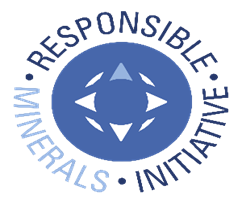 • RESPONSIBLE •
MINERALS • INITIATIVE